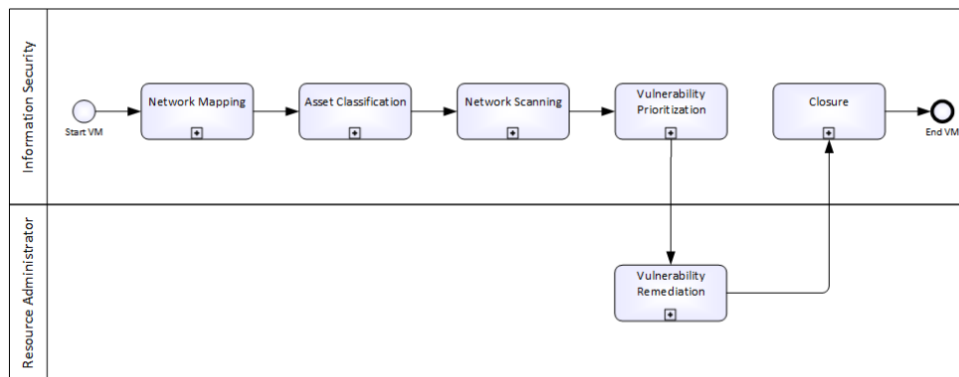 Information Security
Start VM
Network Mapping
Asset Classification
Network Scanning
Vulnerability
Prioritization
Closure
End VM
Resource Administrator
Vulnerability
Remediation